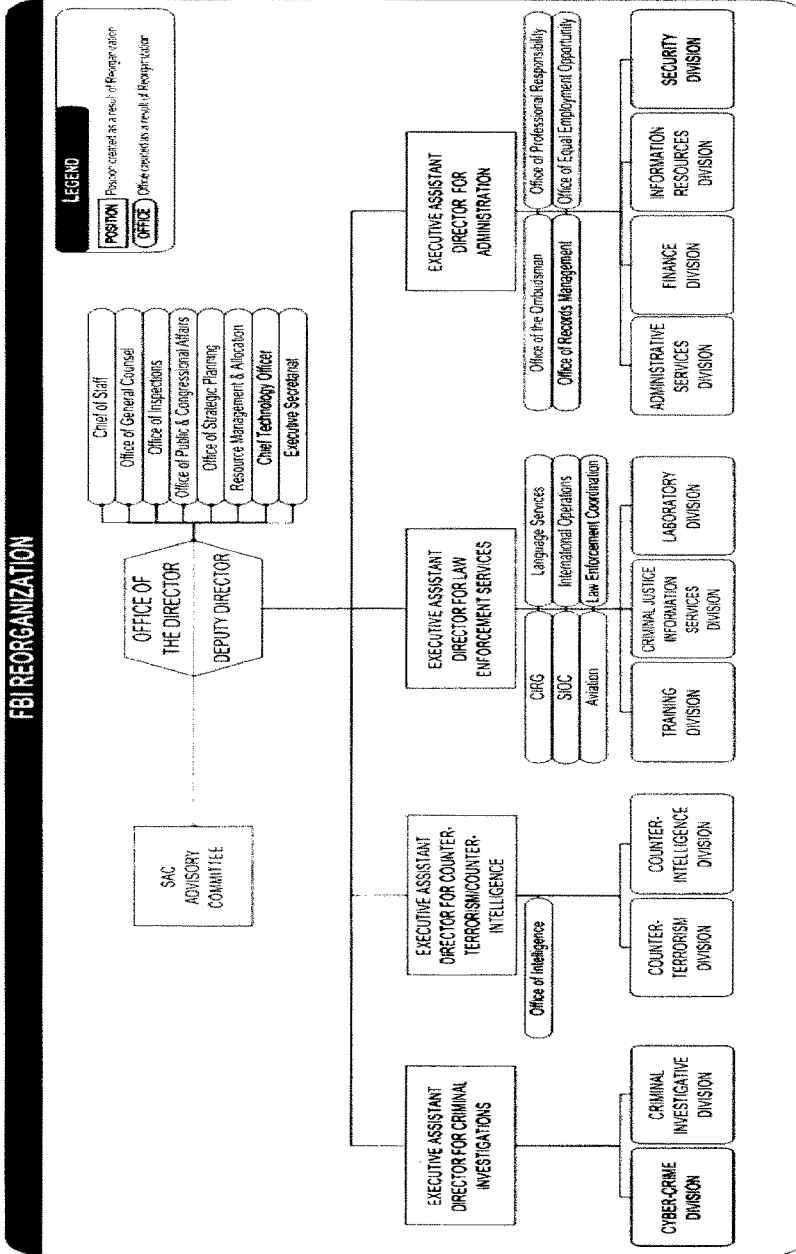 FBI REORGANIZATION
LEGEND
POSITION Position created as a result of Reorganization
OFFICE Office created as a result of Reorganization
SAC
ADVISORY
COMMITTEE
OFFICE OF
THE DIRECTOR
DEPUTY DIRECTOR
Chief of Staff
Office of General Counsel
Office of Inspections
Office of Public & Congressional Affairs
Office of Strategic Planning
Resource Management & Allocation
Chief Technology Officer
Executive Secretariat
EXECUTIVE ASSISTANT
DIRECTOR FOR CRIMINAL
INVESTIGATIONS
CYBER-CRIME
DIVISION
CRIMINAL
INVESTIGATIVE
DIVISION
EXECUTIVE ASSISTANT
DIRECTOR FOR COUNTER-
TERRORISM/COUNTER-
INTELLIGENCE
Office of Intelligence
COUNTER-
TERRORISM
DIVISION
COUNTER-
INTELLIGENCE
DIVISION
EXECUTIVE ASSISTANT
DIRECTOR FOR LAW
ENFORCEMENT SERVICES
CIRG
Language Services
SIOC
International Operations
Aviation
Law Enforcement Coordination
TRAINING
DIVISION
CRIMINAL JUSTICE
INFORMATION
SERVICES
DIVISION
LABORATORY
DIVISION
EXECUTIVE ASSISTANT
DIRECTOR FOR
ADMINISTRATION
Office of the Ombudsman
Office of Professional Responsibility
Office of Records Management
Office of Equal Employment Opportunity
ADMINISTRATIVE
SERVICES
DIVISION
FINANCE
DIVISION
INFORMATION
RESOURCES
DIVISION
SECURITY
DIVISION